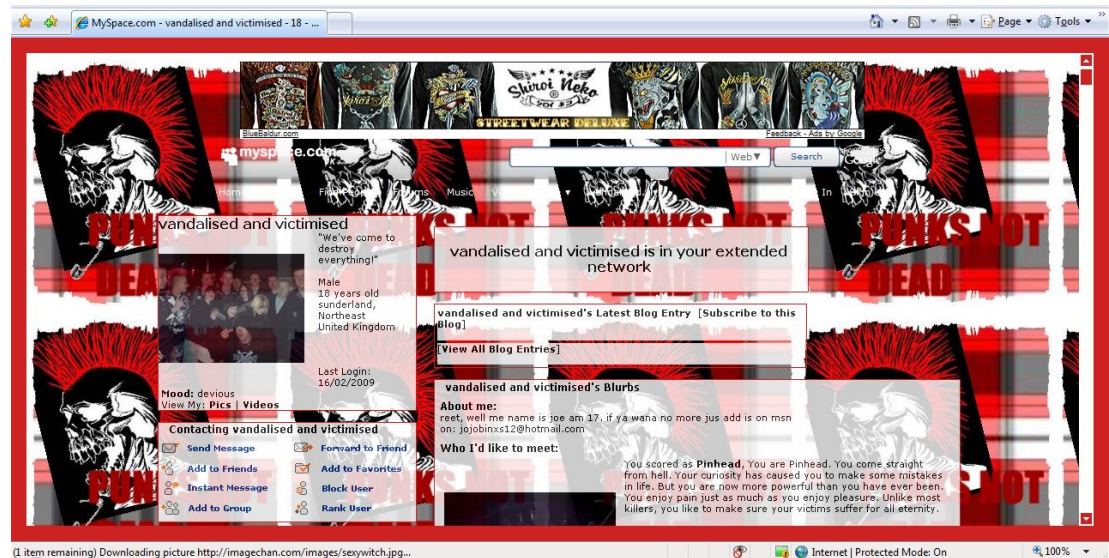 MySpace.com - vandalised and victimised - 18 - ...
Page
Tools
Shiroi Neko
STREETWEAR DELUXE
BlueBaldur.com
Feedback - Ads by Google
myspace.com
Web
Search
Home
Find People
Forums
Music
In
PUNKS NOT DEAD
vandalised and victimised
"We've come to
destroy
everything!"
Male
18 years old
sunderland,
Northeast
United Kingdom
Last Login:
16/02/2009
Mood: devious
View My: Pics | Videos
Contacting vandalised and victimised
Send Message
Forward to Friend
Add to Friends
Add to Favorites
Instant Message
Block User
Add to Group
Rank User
vandalised and victimised is in your extended
network
vandalised and victimised's Latest Blog Entry [Subscribe to this
Blog]
[View All Blog Entries]
vandalised and victimised's Blurbs
About me:
reet, well me name is joe am 17. if ya wana no more jus add is on msn
on: jojobinxs12@hotmail.com
Who I'd like to meet:
You scored as Pinhead, You are Pinhead. You come straight
from hell. Your curiosity has caused you to make some mistakes
in life. But you are now more powerful than you have ever been.
You enjoy pain just as much as you enjoy pleasure. Unlike most
killers, you like to make sure your victims suffer for all eternity.
(1 item remaining) Downloading picture http://imagechan.com/images/sexywitch.jpg...
Internet | Protected Mode: On
100%